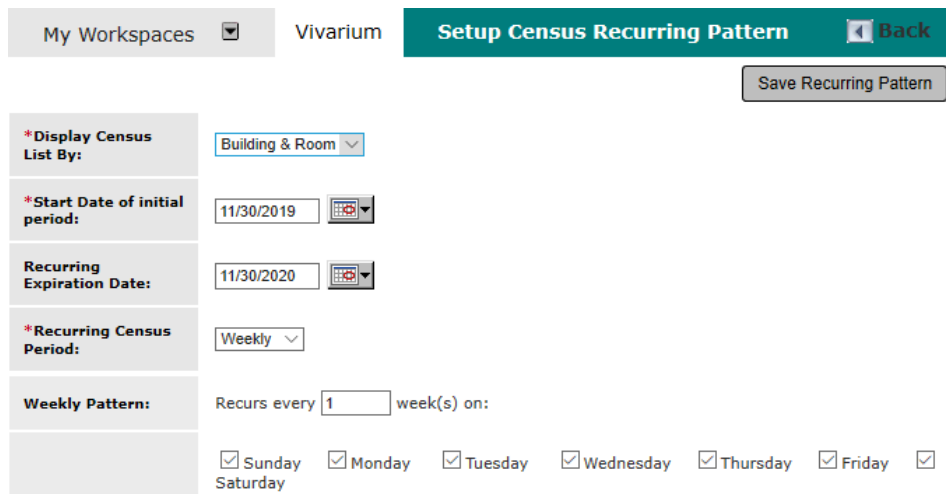 My Workspaces Vivarium Setup Census Recurring Pattern Back
Save Recurring Pattern
*Display Census
List By:
Building & Room
*Start Date of initial
period:
11/30/2019
Recurring
Expiration Date:
11/30/2020
*Recurring Census
Period:
Weekly
Weekly Pattern:
Recurs every 1 week(s) on:
Sunday Monday Tuesday Wednesday Thursday Friday
Saturday